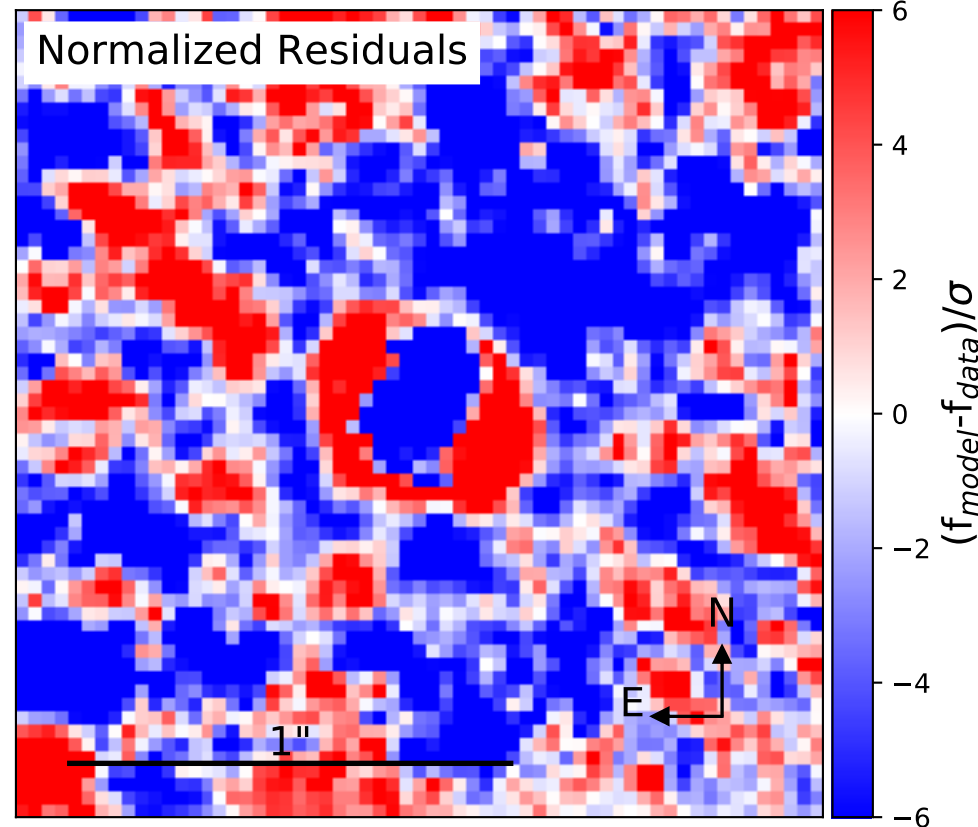 Normalized Residuals
6
4
2
0
−2
−4
−6
(f_model-f_data)/σ
N
E
1"